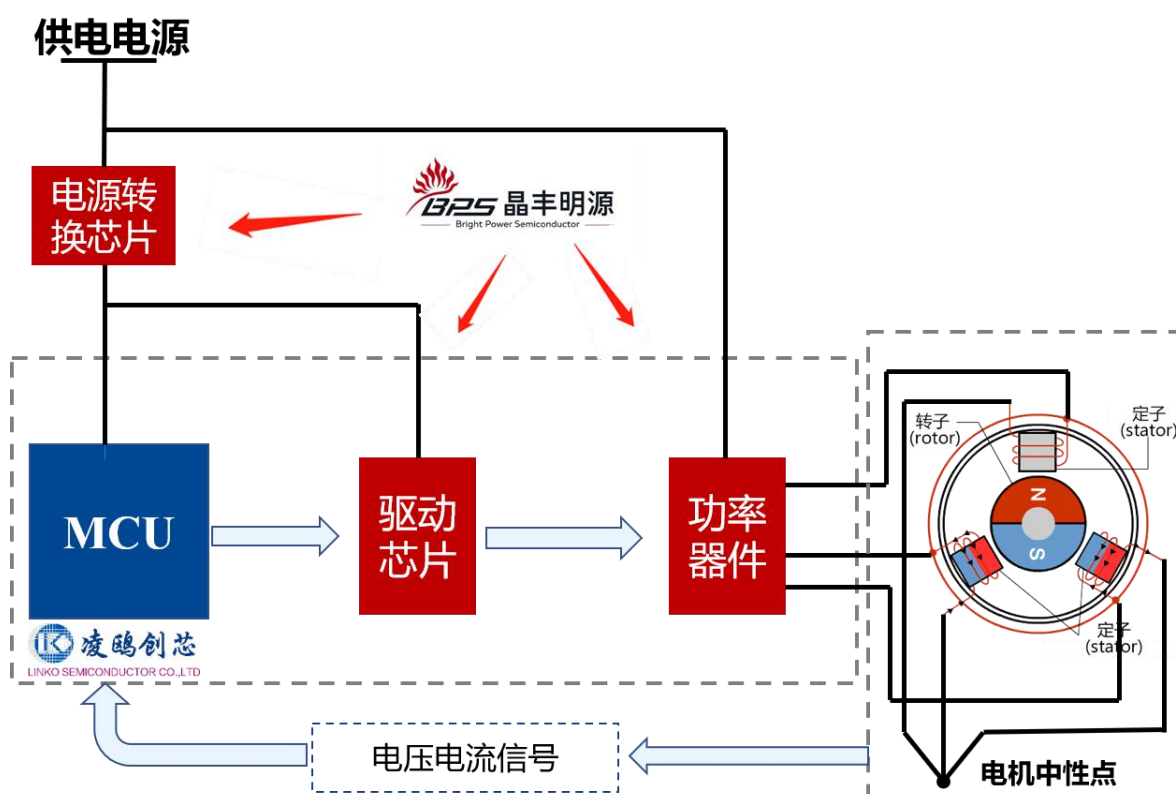 供电电源
电源转
换芯片
BPS 晶丰明源
Bright Power Semiconductor
MCU
驱动
芯片
功率
器件
转子
(rotor)
定子
(stator)
N
S
定子
(stator)
凌鸥创芯
LINKO SEMICONDUCTOR CO.,LTD
电压电流信号
电机中性点